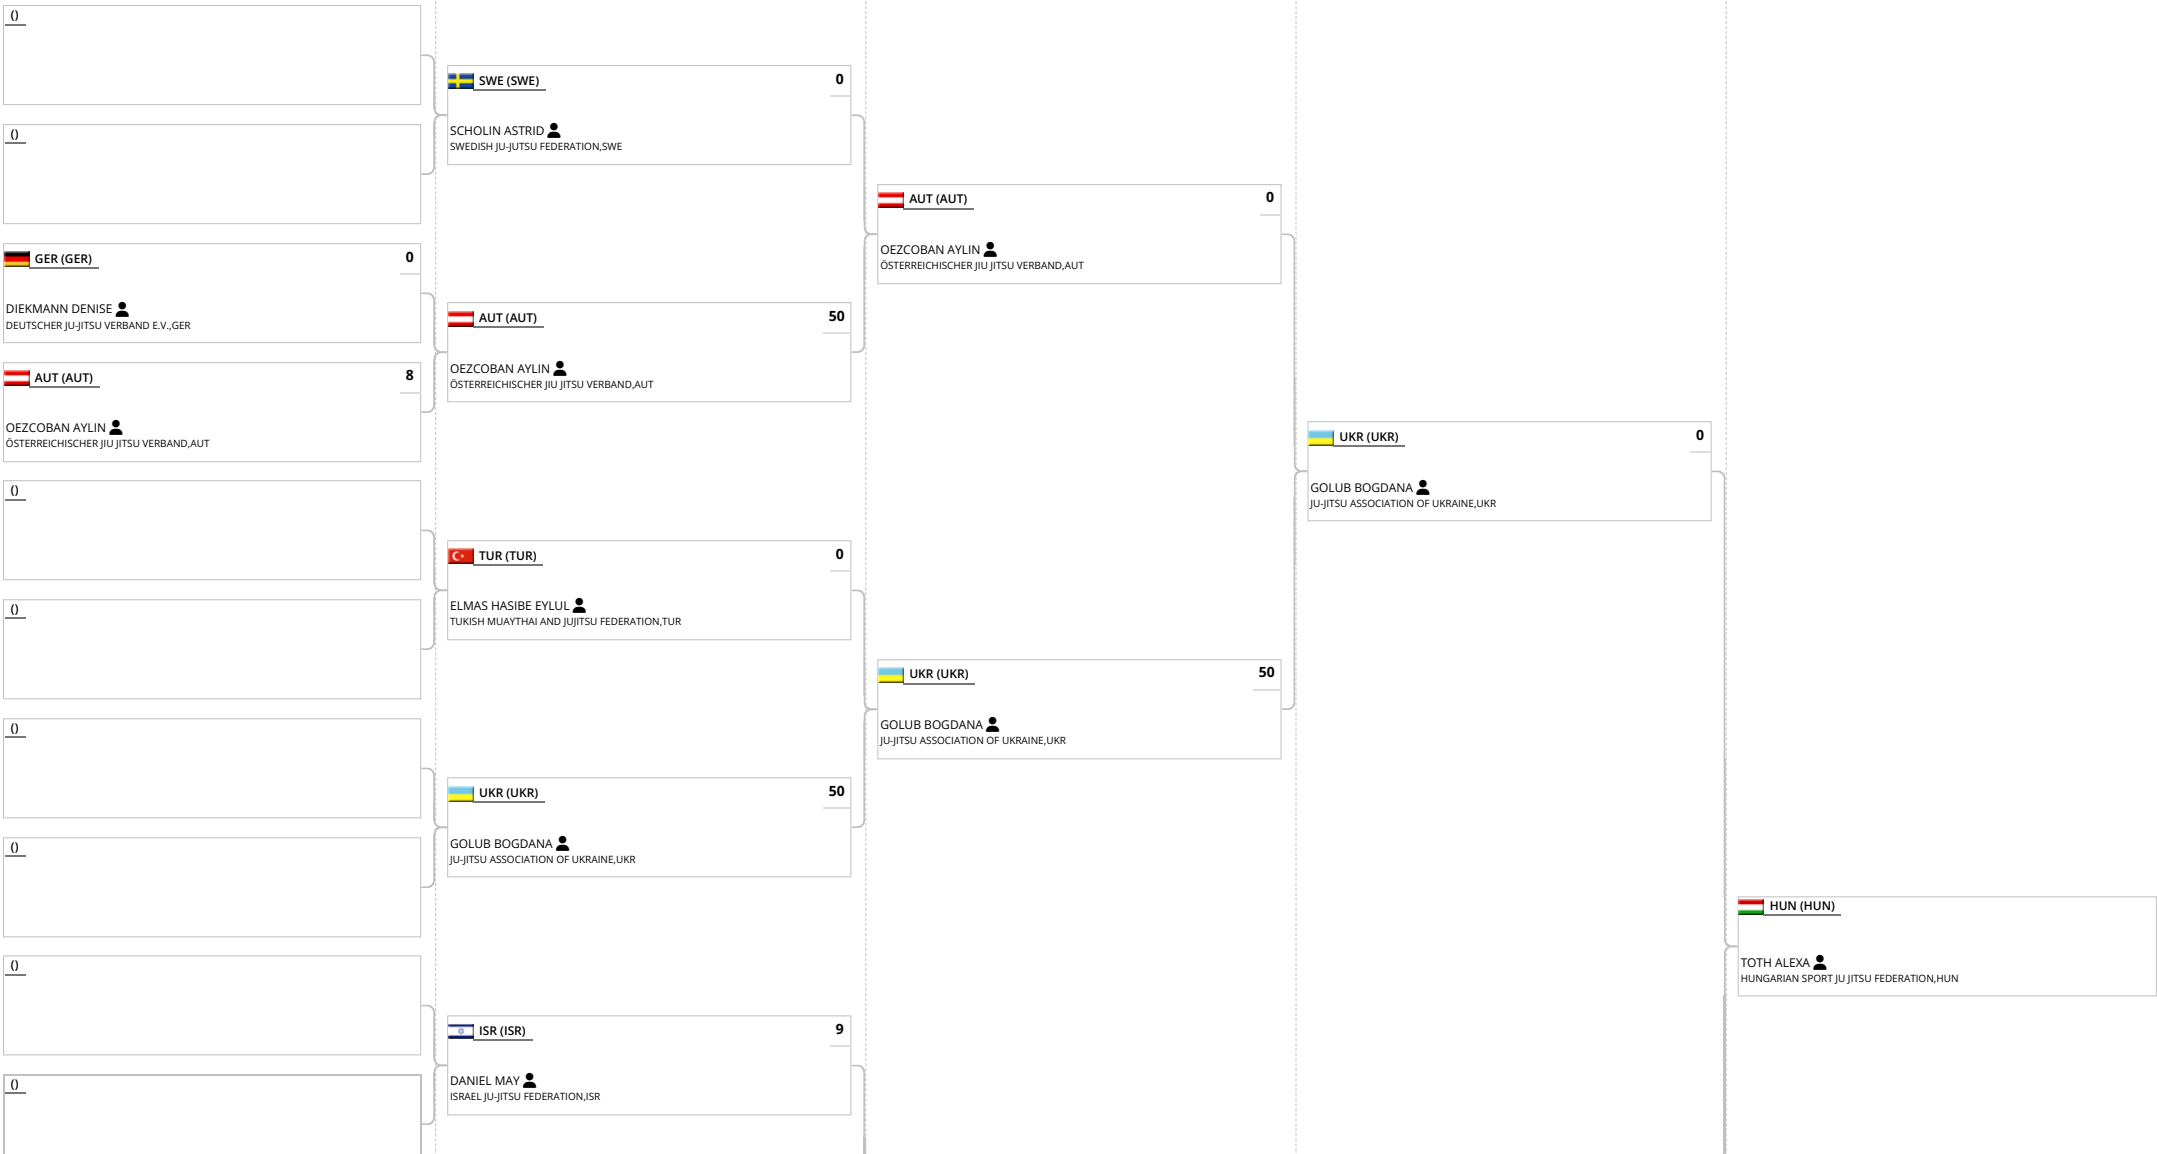 ()
()
GER (GER) 0
DIEKMANN DENISE
DEUTSCHER JU-JITSU VERBAND E.V.,GER
AUT (AUT) 8
OEZCOBAN AYLIN
ÖSTERREICHISCHER JIU JITSU VERBAND,AUT
()
()
()
()
()
()
SWE (SWE) 0
SCHOLIN ASTRID
SWEDISH JU-JUTSU FEDERATION,SWE
AUT (AUT) 50
OEZCOBAN AYLIN
ÖSTERREICHISCHER JIU JITSU VERBAND,AUT
TUR (TUR) 0
ELMAS HASIBE EYLUL
TUKISH MUAYTHAI AND JUJITSU FEDERATION,TUR
UKR (UKR) 50
GOLUB BOGDANA
JU-JITSU ASSOCIATION OF UKRAINE,UKR
ISR (ISR) 9
DANIEL MAY
ISRAEL JU-JITSU FEDERATION,ISR
AUT (AUT) 0
OEZCOBAN AYLIN
ÖSTERREICHISCHER JIU JITSU VERBAND,AUT
UKR (UKR) 50
GOLUB BOGDANA
JU-JITSU ASSOCIATION OF UKRAINE,UKR
UKR (UKR) 0
GOLUB BOGDANA
JU-JITSU ASSOCIATION OF UKRAINE,UKR
HUN (HUN)
TOTH ALEXA
HUNGARIAN SPORT JU JITSU FEDERATION,HUN